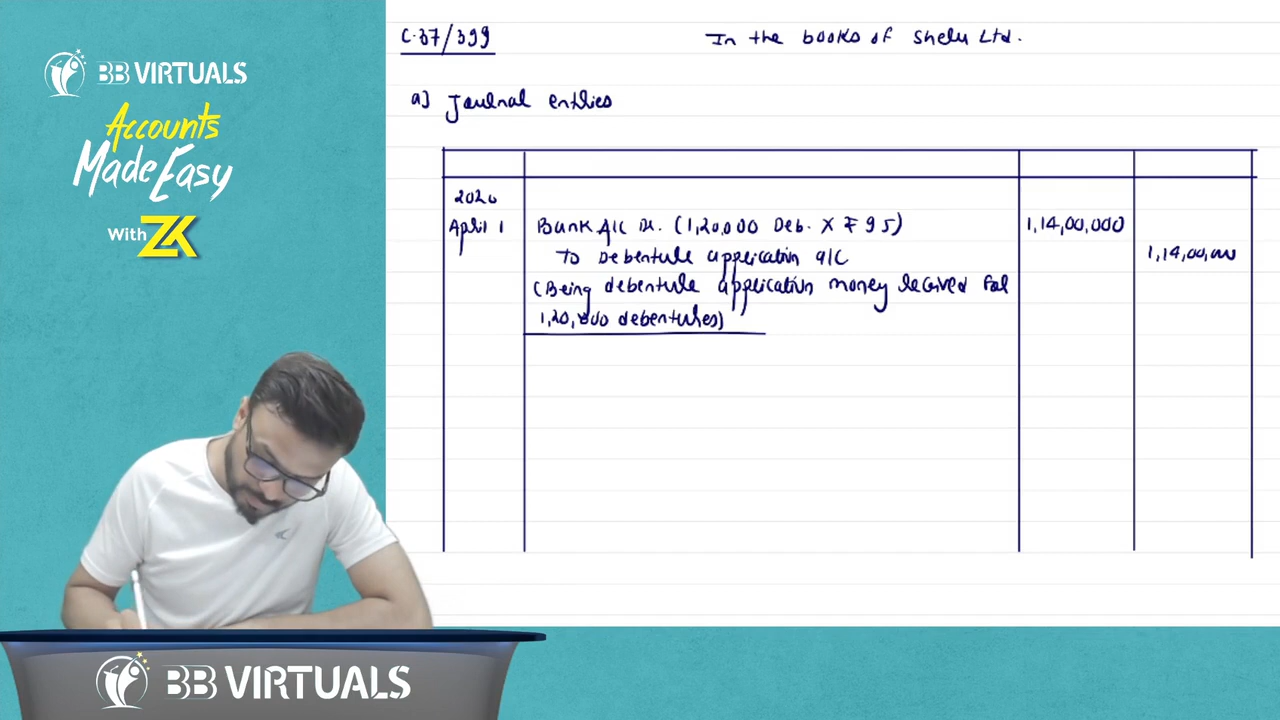 BB VIRTUALS
Accounts
Made Easy
With ZK
C.37/399
In the books of Shelu Ltd.
a] Journal entries
2020
April 1 Bank A/C Dr. (1,20,000 Deb. X ₹ 95) 1,14,00,000
To Debenture application a/c 1,14,00,000
(Being debenture application money received for
1,20,000 debentures)
BB VIRTUALS